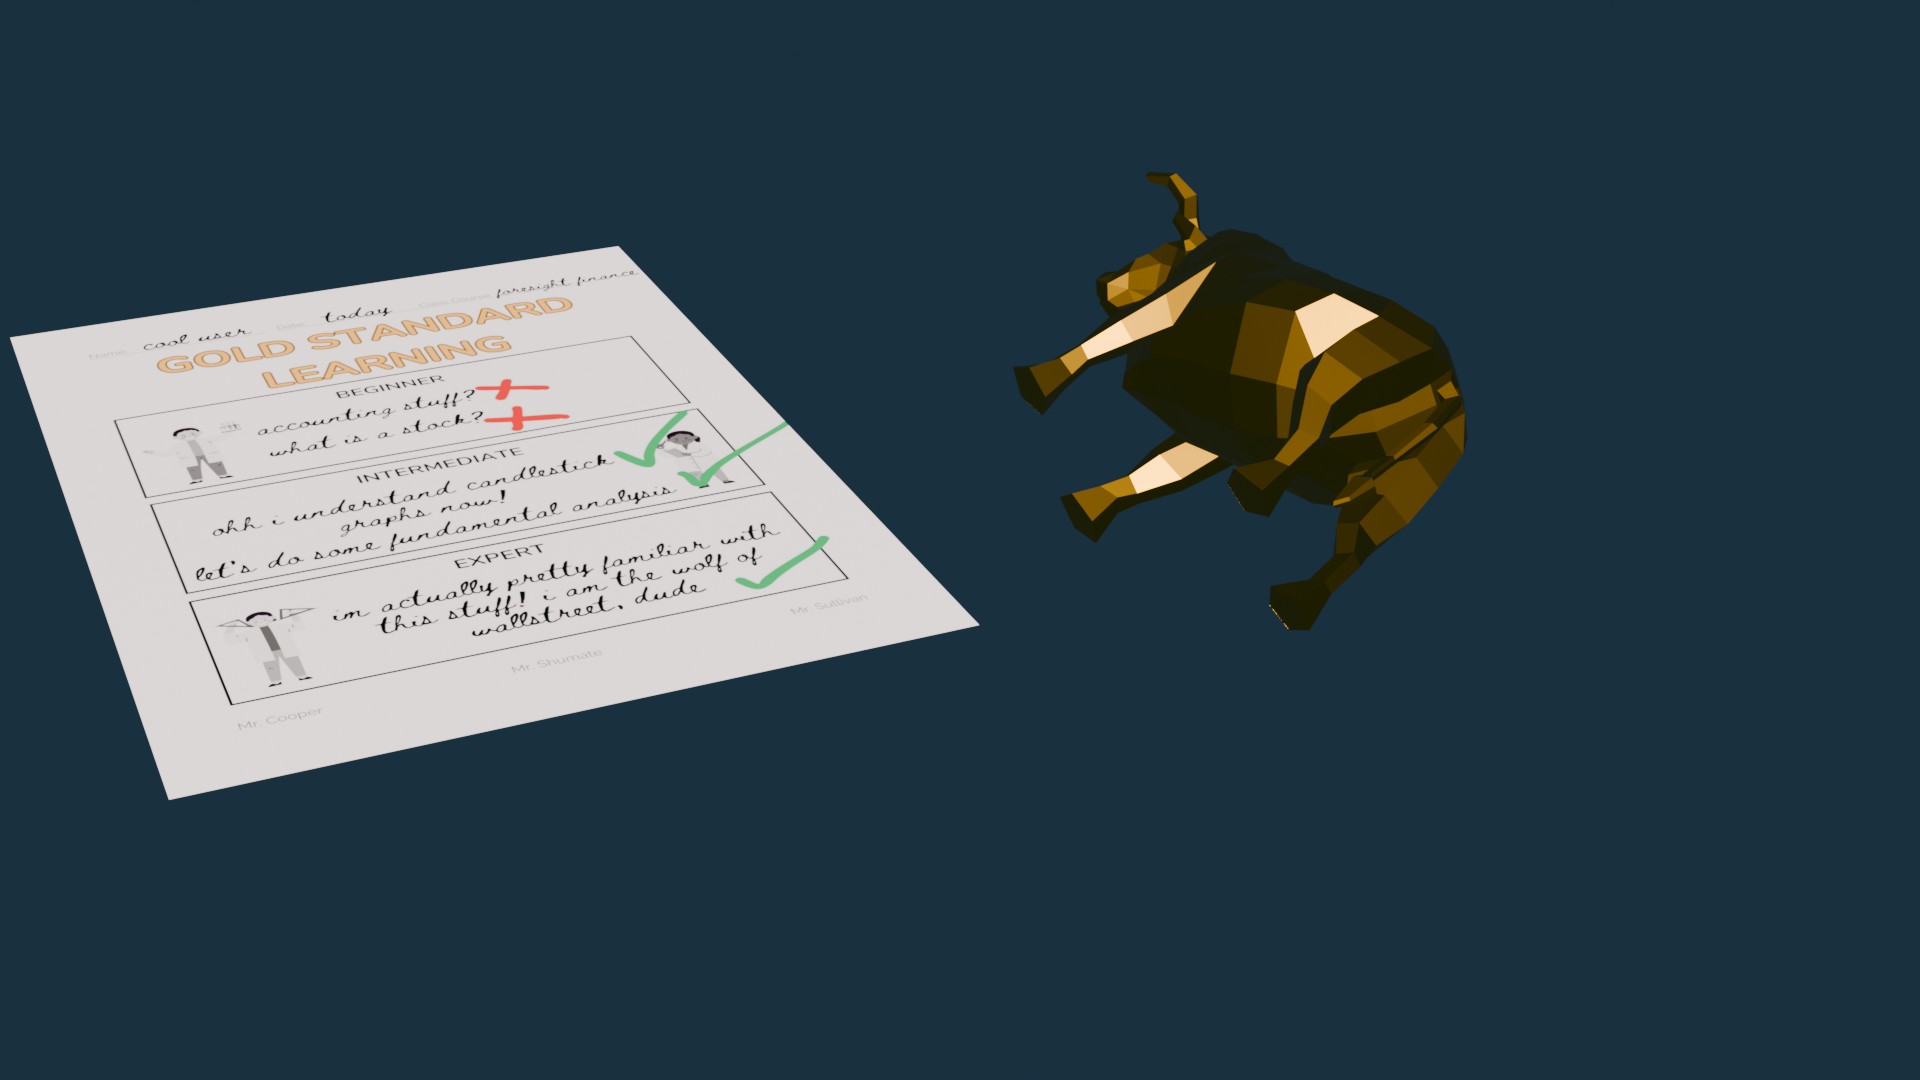 Name: cool user Date: today Class Course: foresight finance
GOLD STANDARD
LEARNING
BEGINNER
accounting stuff?
what is a stock?
INTERMEDIATE
ohh i understand candlestick
graphs now!
let's do some fundamental analysis
EXPERT
im actually pretty familiar with
this stuff! i am the wolf of
wallstreet, dude
Mr. Cooper
Mr. Shumate
Mr. Sullivan